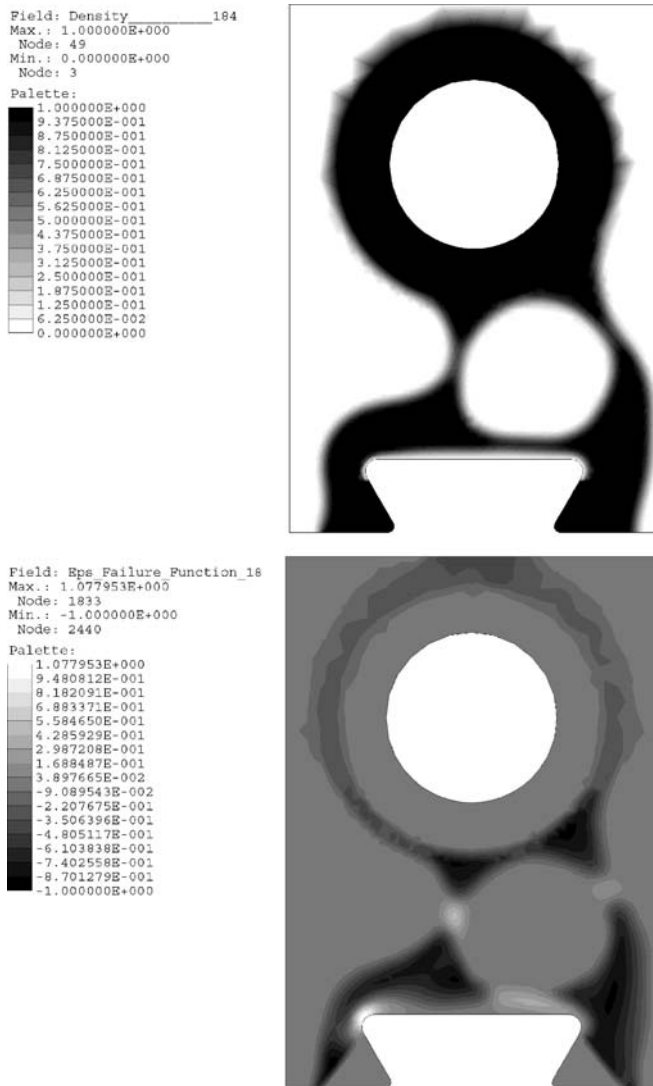 Field: Density__________184
Max.: 1.000000E+000
Node: 49
Min.: 0.000000E+000
Node: 3
Palette:
1.000000E+000
9.375000E-001
8.750000E-001
8.125000E-001
7.500000E-001
6.875000E-001
6.250000E-001
5.625000E-001
5.000000E-001
4.375000E-001
3.750000E-001
3.125000E-001
2.500000E-001
1.875000E-001
1.250000E-001
6.250000E-002
0.000000E+000
Field: Eps_Failure_Function_18
Max.: 1.077953E+000
Node: 1833
Min.: -1.000000E+000
Node: 2440
Palette:
1.077953E+000
9.480812E-001
8.182091E-001
6.883371E-001
5.584650E-001
4.285929E-001
2.987208E-001
1.688487E-001
3.897665E-002
-9.089543E-002
-2.207675E-001
-3.506396E-001
-4.805117E-001
-6.103838E-001
-7.402558E-001
-8.701279E-001
-1.000000E+000